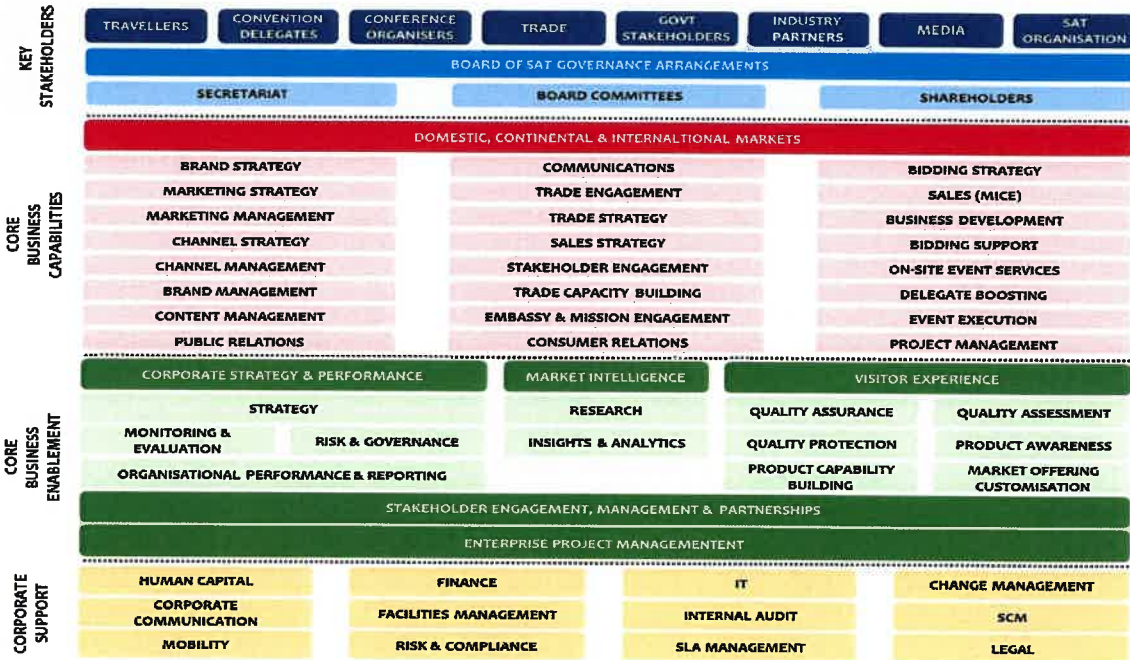 KEY
STAKEHOLDERS
TRAVELLERS
CONVENTION
DELEGATES
CONFERENCE
ORGANISERS
TRADE
GOVT
STAKEHOLDERS
INDUSTRY
PARTNERS
MEDIA
SAT
ORGANISATION
BOARD OF SAT GOVERNANCE ARRANGEMENTS
SECRETARIAT
BOARD COMMITTEES
SHAREHOLDERS
CORE
BUSINESS
CAPABILITIES
DOMESTIC, CONTINENTAL & INTERNALTIONAL MARKETS
BRAND STRATEGY
COMMUNICATIONS
BIDDING STRATEGY
MARKETING STRATEGY
TRADE ENGAGEMENT
SALES (MICE)
MARKETING MANAGEMENT
TRADE STRATEGY
BUSINESS DEVELOPMENT
CHANNEL STRATEGY
SALES STRATEGY
BIDDING SUPPORT
CHANNEL MANAGEMENT
STAKEHOLDER ENGAGEMENT
ON-SITE EVENT SERVICES
BRAND MANAGEMENT
TRADE CAPACITY BUILDING
DELEGATE BOOSTING
CONTENT MANAGEMENT
EMBASSY & MISSION ENGAGEMENT
EVENT EXECUTION
PUBLIC RELATIONS
CONSUMER RELATIONS
PROJECT MANAGEMENT
CORE
BUSINESS
ENABLEMENT
CORPORATE STRATEGY & PERFORMANCE
MARKET INTELLIGENCE
VISITOR EXPERIENCE
STRATEGY
RESEARCH
QUALITY ASSURANCE
QUALITY ASSESSMENT
MONITORING &
EVALUATION
RISK & GOVERNANCE
INSIGHTS & ANALYTICS
QUALITY PROTECTION
PRODUCT AWARENESS
ORGANISATIONAL PERFORMANCE & REPORTING
PRODUCT CAPABILITY
BUILDING
MARKET OFFERING
CUSTOMISATION
STAKEHOLDER ENGAGEMENT, MANAGEMENT & PARTNERSHIPS
ENTERPRISE PROJECT MANAGEMENTENT
CORPORATE
SUPPORT
HUMAN CAPITAL
FINANCE
IT
CHANGE MANAGEMENT
CORPORATE
COMMUNICATION
FACILITIES MANAGEMENT
INTERNAL AUDIT
SCM
MOBILITY
RISK & COMPLIANCE
SLA MANAGEMENT
LEGAL